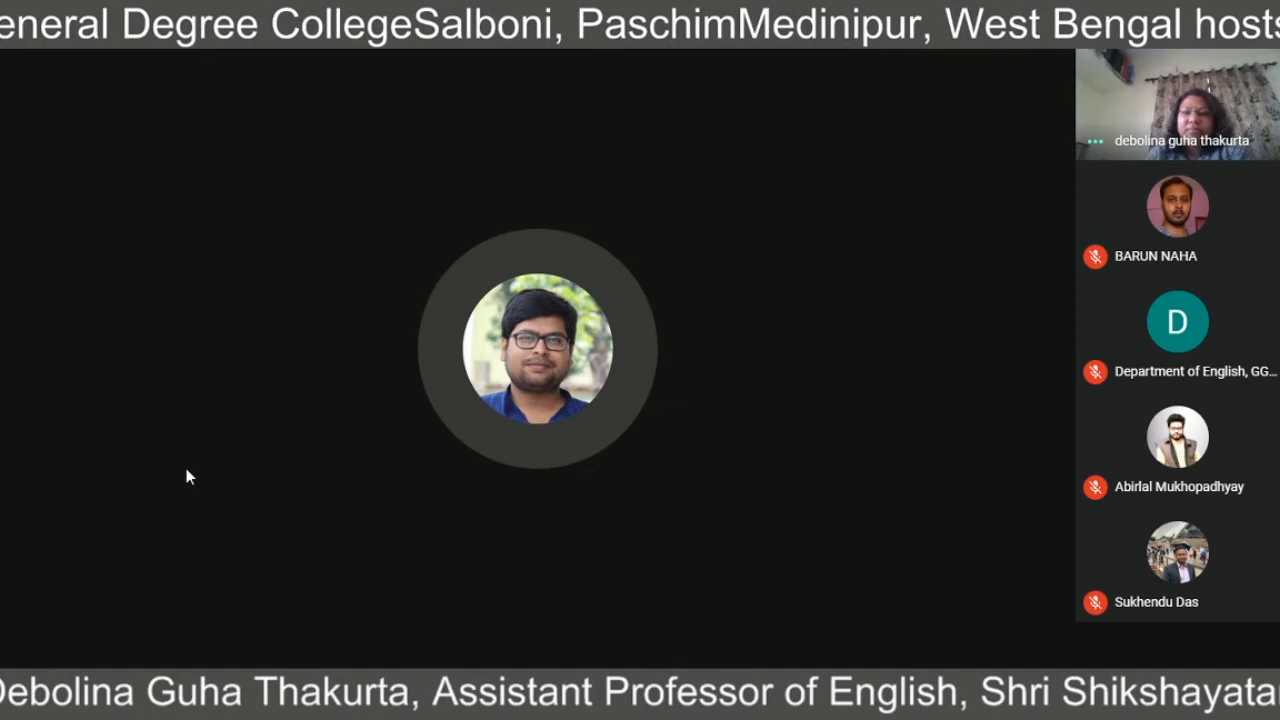 eneral Degree CollegeSalboni, PaschimMedinipur, West Bengal hosts
debolina guha thakurta
BARUN NAHA
D
Department of English, GG...
Abirlal Mukhopadhyay
Sukhendu Das
Debolina Guha Thakurta, Assistant Professor of English, Shri Shikshayata